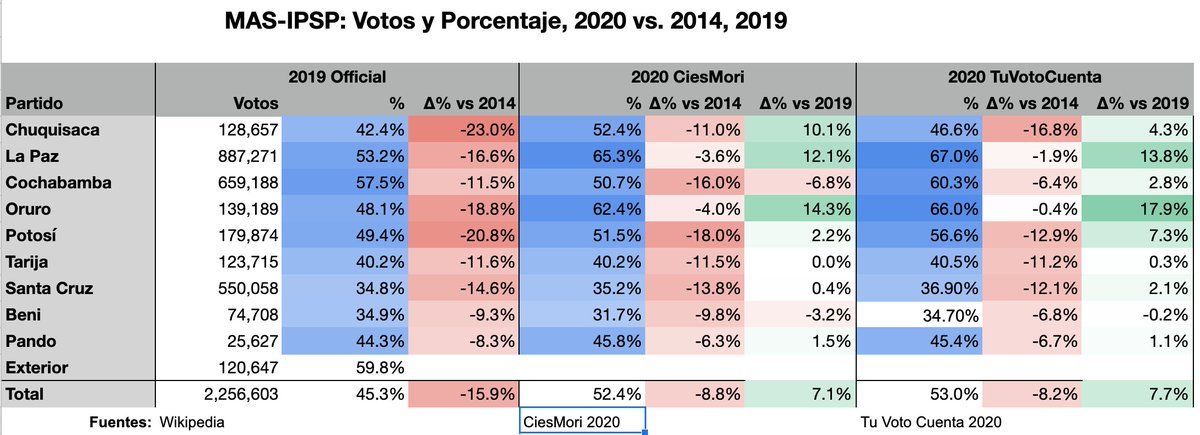 MAS-IPSP: Votos y Porcentaje, 2020 vs. 2014, 2019
2019 Official 2020 CiesMori 2020 TuVotoCuenta
Partido Votos % Δ% vs 2014 % Δ% vs 2014 Δ% vs 2019 % Δ% vs 2014 Δ% vs 2019
Chuquisaca 128,657 42.4% -23.0% 52.4% -11.0% 10.1% 46.6% -16.8% 4.3%
La Paz 887,271 53.2% -16.6% 65.3% -3.6% 12.1% 67.0% -1.9% 13.8%
Cochabamba 659,188 57.5% -11.5% 50.7% -16.0% -6.8% 60.3% -6.4% 2.8%
Oruro 139,189 48.1% -18.8% 62.4% -4.0% 14.3% 66.0% -0.4% 17.9%
Potosí 179,874 49.4% -20.8% 51.5% -18.0% 2.2% 56.6% -12.9% 7.3%
Tarija 123,715 40.2% -11.6% 40.2% -11.5% 0.0% 40.5% -11.2% 0.3%
Santa Cruz 550,058 34.8% -14.6% 35.2% -13.8% 0.4% 36.90% -12.1% 2.1%
Beni 74,708 34.9% -9.3% 31.7% -9.8% -3.2% 34.70% -6.8% -0.2%
Pando 25,627 44.3% -8.3% 45.8% -6.3% 1.5% 45.4% -6.7% 1.1%
Exterior 120,647 59.8%
Total 2,256,603 45.3% -15.9% 52.4% -8.8% 7.1% 53.0% -8.2% 7.7%
Fuentes: Wikipedia CiesMori 2020 Tu Voto Cuenta 2020